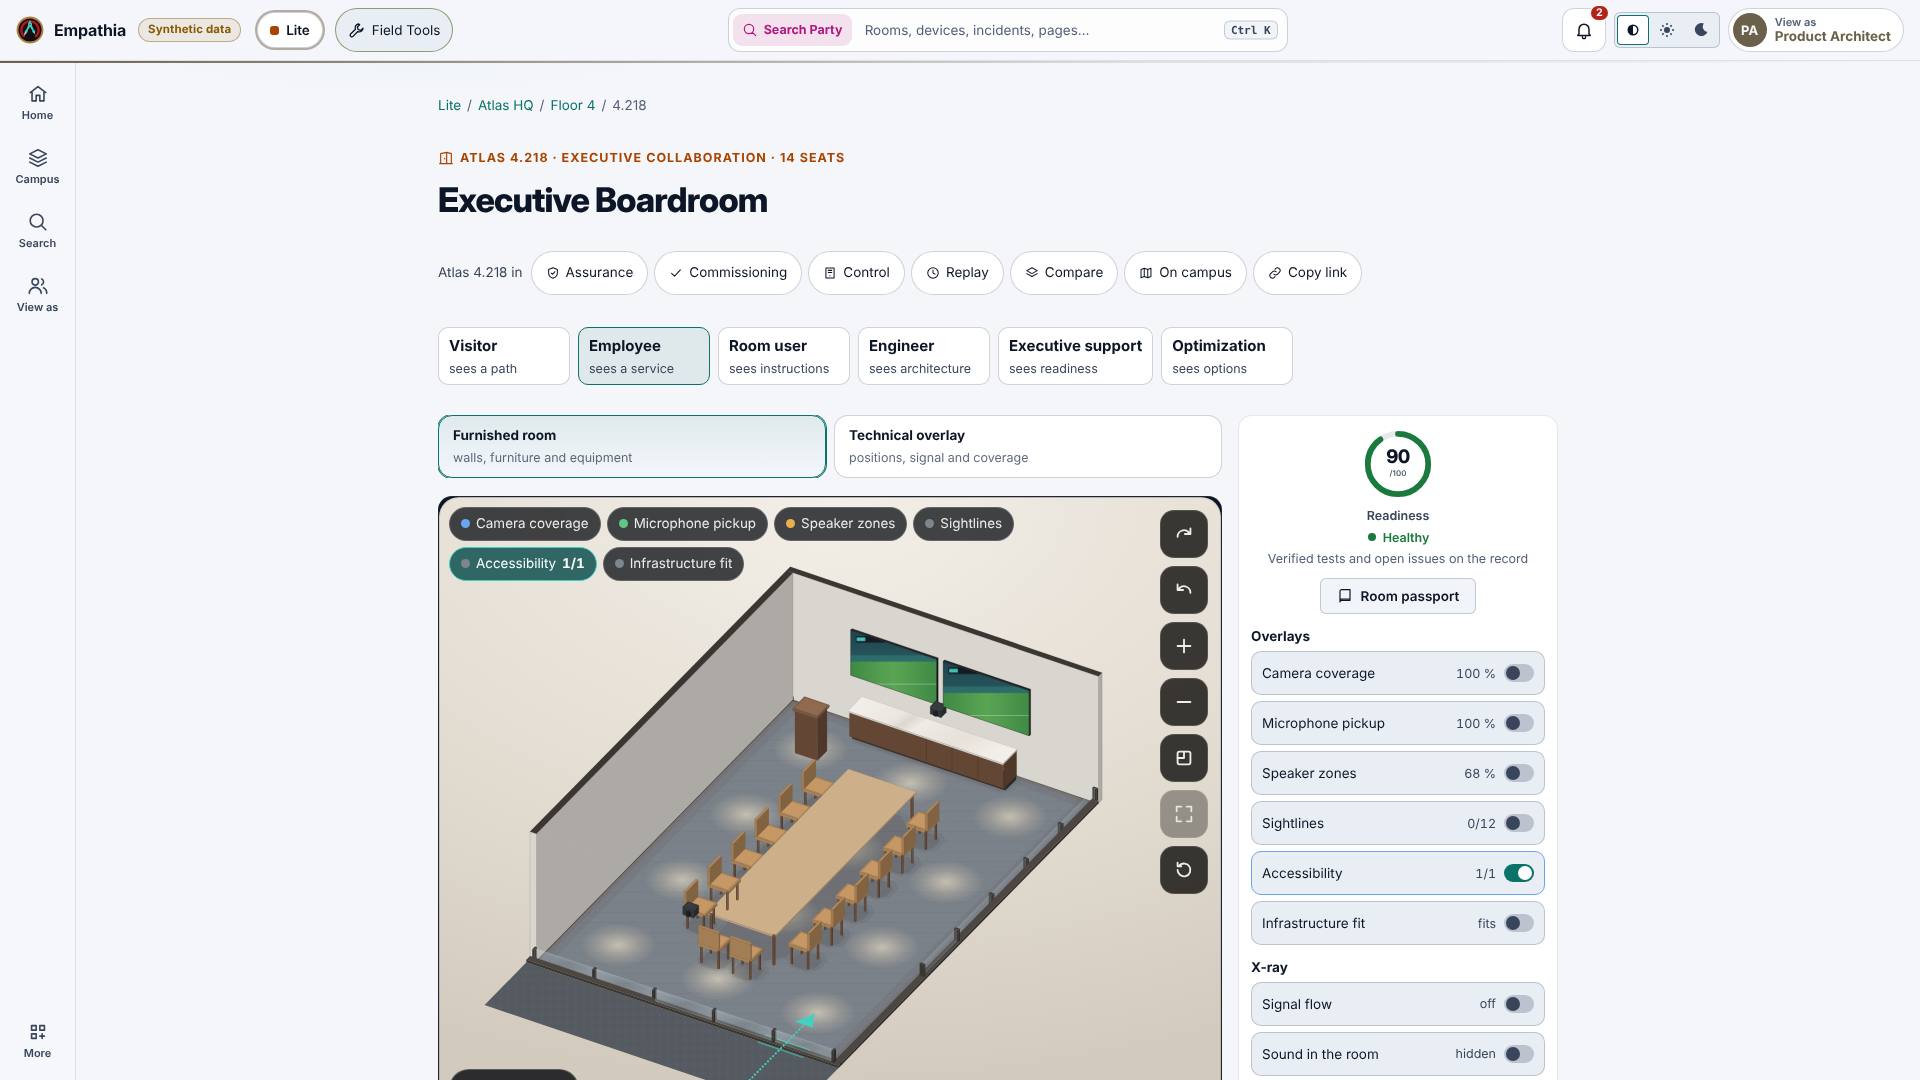 Empathia
Synthetic data
Lite
Field Tools
Search Party
Rooms, devices, incidents, pages...
Ctrl K
2
PA
View as
Product Architect
Home
Campus
Search
View as
More
Lite / Atlas HQ / Floor 4 / 4.218
ATLAS 4.218 · EXECUTIVE COLLABORATION · 14 SEATS
Executive Boardroom
Atlas 4.218 in
Assurance
Commissioning
Control
Replay
Compare
On campus
Copy link
Visitor
sees a path
Employee
sees a service
Room user
sees instructions
Engineer
sees architecture
Executive support
sees readiness
Optimization
sees options
Furnished room
walls, furniture and equipment
Technical overlay
positions, signal and coverage
Camera coverage
Microphone pickup
Speaker zones
Sightlines
Accessibility 1/1
Infrastructure fit
90
/100
Readiness
Healthy
Verified tests and open issues on the record
Room passport
Overlays
Camera coverage 100 %
Microphone pickup 100 %
Speaker zones 68 %
Sightlines 0/12
Accessibility 1/1
Infrastructure fit fits
X-ray
Signal flow off
Sound in the room hidden